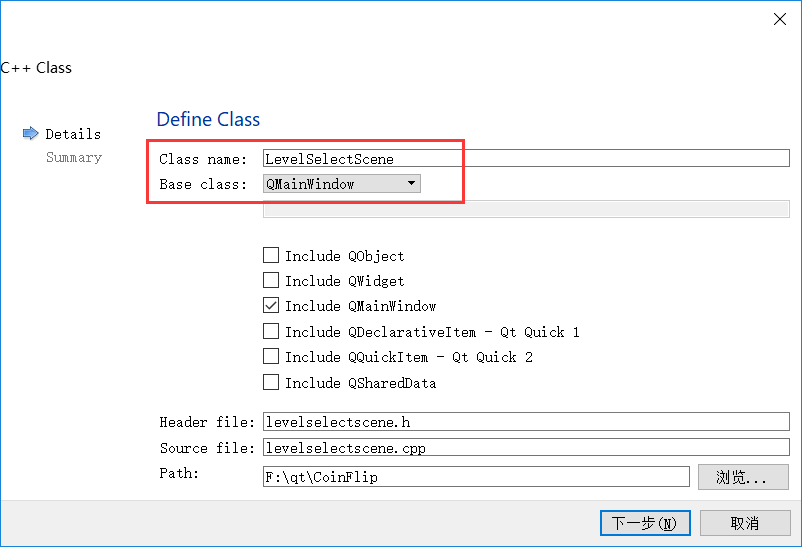 C++ Class
Details
Summary
Define Class
Class name: LevelSelectScene
Base class: QMainWindow
Include QObject
Include QWidget
Include QMainWindow
Include QDeclarativeItem - Qt Quick 1
Include QQuickItem - Qt Quick 2
Include QSharedData
Header file: levelselectscene.h
Source file: levelselectscene.cpp
Path: F:\qt\CoinFlip 浏览...
下一步(N) 取消